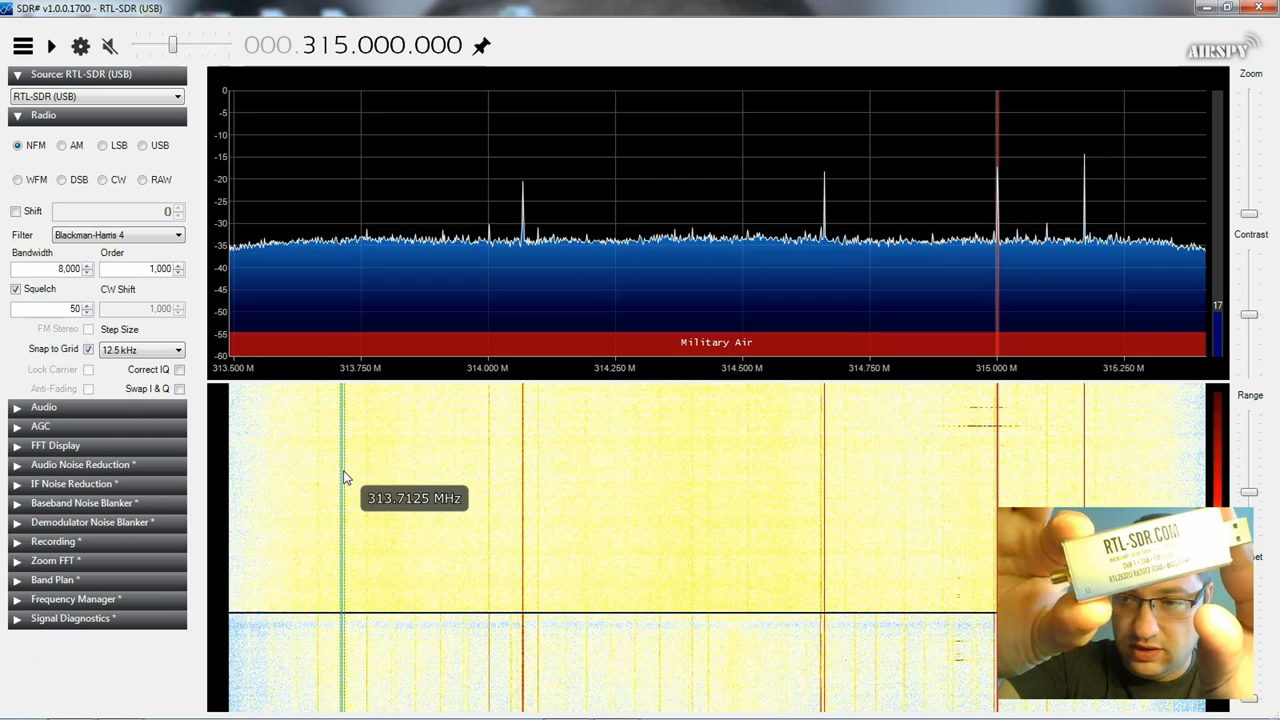 SDR# v1.0.0.1700 - RTL-SDR (USB)
000.315.000.000
AIRSPY
Source: RTL-SDR (USB)
RTL-SDR (USB)
Radio
NFM AM LSB USB
WFM DSB CW RAW
Shift 0
Filter Blackman-Harris 4
Bandwidth Order
8,000 1,000
Squelch CW Shift
50 1,000
FM Stereo Step Size
Snap to Grid 12.5 kHz
Lock Carrier Correct IQ
Anti-Fading Swap I & Q
Audio
AGC
FFT Display
Audio Noise Reduction *
IF Noise Reduction *
Baseband Noise Blanker *
Demodulator Noise Blanker *
Recording *
Zoom FFT *
Band Plan *
Frequency Manager *
Signal Diagnostics *
0
-5
-10
-15
-20
-25
-30
-35
-40
-45
-50
-55
-60
Military Air
17
313.500 M 313.750 M 314.000 M 314.250 M 314.500 M 314.750 M 315.000 M 315.250 M
313.7125 MHz
Zoom
Contrast
Range
RTL-SDR.COM